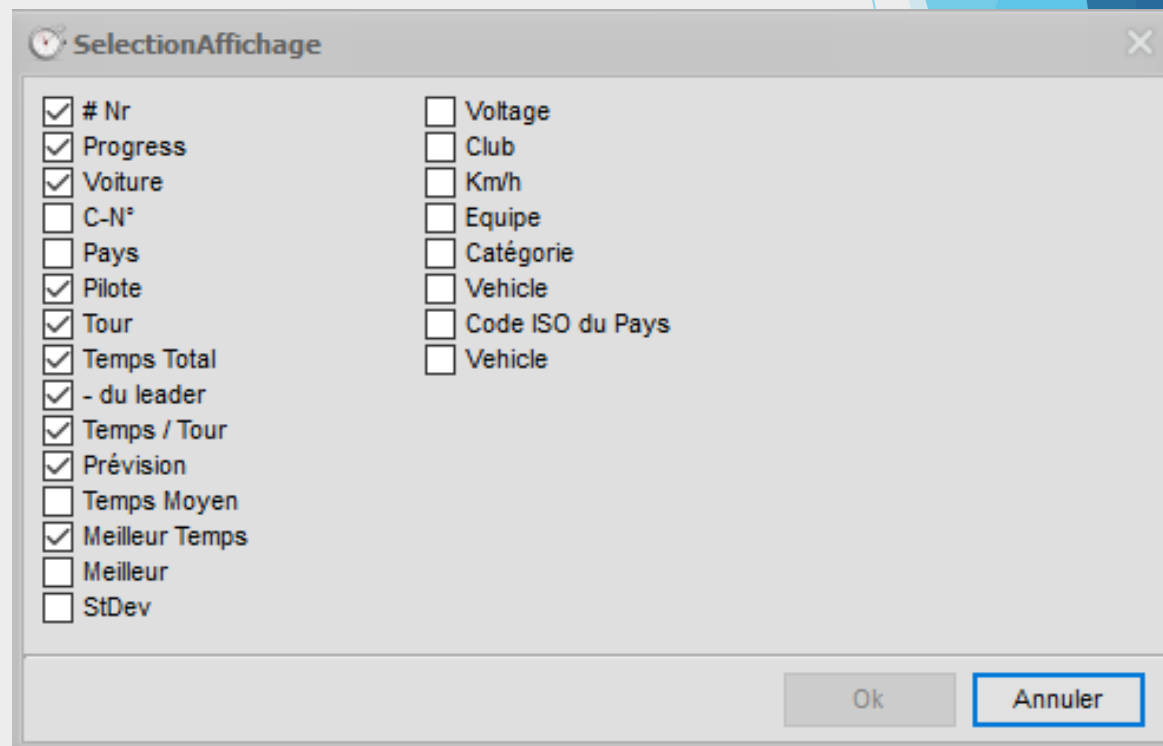 SelectionAffichage
# Nr
Progress
Voiture
C-N°
Pays
Pilote
Tour
Temps Total
- du leader
Temps / Tour
Prévision
Temps Moyen
Meilleur Temps
Meilleur
StDev
Voltage
Club
Km/h
Equipe
Catégorie
Vehicle
Code ISO du Pays
Vehicle
Ok
Annuler